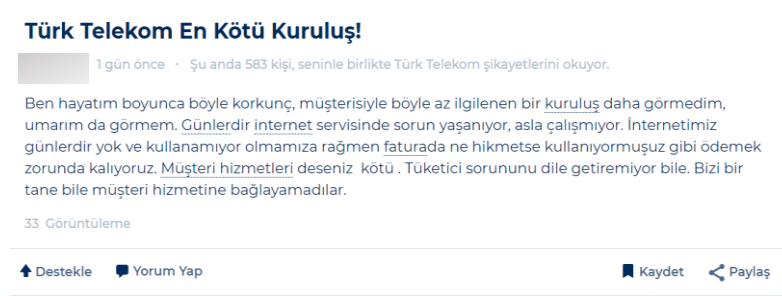 Türk Telekom En Kötü Kuruluş!
1 gün önce · Şu anda 583 kişi, seninle birlikte Türk Telekom şikayetlerini okuyor.
Ben hayatım boyunca böyle korkunç, müşterisiyle böyle az ilgilenen bir kuruluş daha görmedim,
umarım da görmem. Günlerdir internet servisinde sorun yaşanıyor, asla çalışmıyor. İnternetimiz
günlerdir yok ve kullanamıyor olmamıza rağmen faturada ne hikmetse kullanıyormuşuz gibi ödemek
zorunda kalıyoruz. Müşteri hizmetleri deseniz kötü . Tüketici sorununu dile getiremiyor bile. Bizi bir
tane bile müşteri hizmetine bağlayamadılar.
33 Görüntüleme
Destekle Yorum Yap Kaydet Paylaş